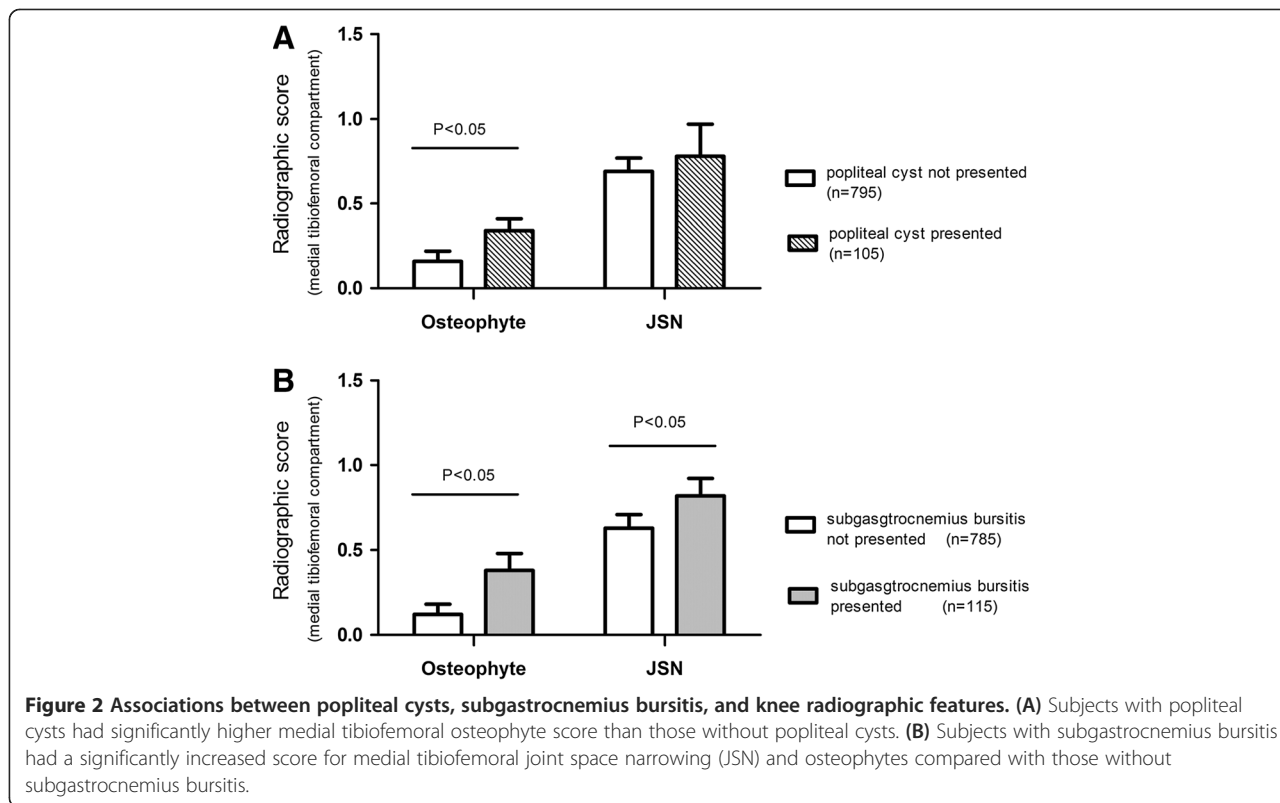 A
Radiographic score
(medial tibiofemoral compartment)
1.5
1.0
0.5
0.0
P<0.05
Osteophyte
JSN
popliteal cyst not presented
(n=795)
popliteal cyst presented
(n=105)
B
Radiographic score
(medial tibiofemoral compartment)
1.5
1.0
0.5
0.0
P<0.05
P<0.05
Osteophyte
JSN
subgasgtrocnemius bursitis
not presented (n=785)
subgasgtrocnemius bursitis
presented (n=115)
Figure 2 Associations between popliteal cysts, subgastrocnemius bursitis, and knee radiographic features. (A) Subjects with popliteal
cysts had significantly higher medial tibiofemoral osteophyte score than those without popliteal cysts. (B) Subjects with subgastrocnemius bursitis
had a significantly increased score for medial tibiofemoral joint space narrowing (JSN) and osteophytes compared with those without
subgastrocnemius bursitis.